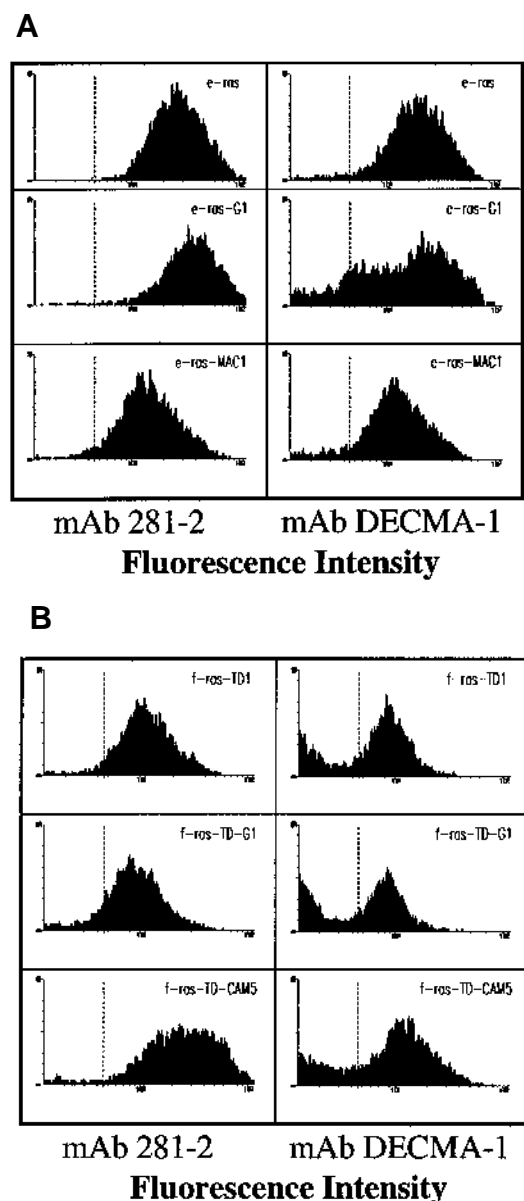 A
e-ras
e-ras
e-ras-G1
e-ras-G1
e-ras-MAC1
e-ras-MAC1
mAb 281-2
mAb DECMA-1
Fluorescence Intensity
B
f-ras-TD1
f-ras-TD1
f-ras-TD-G1
f-ras-TD-G1
f-ras-TD-CAM5
f-ras-TD-CAM5
mAb 281-2
mAb DECMA-1
Fluorescence Intensity